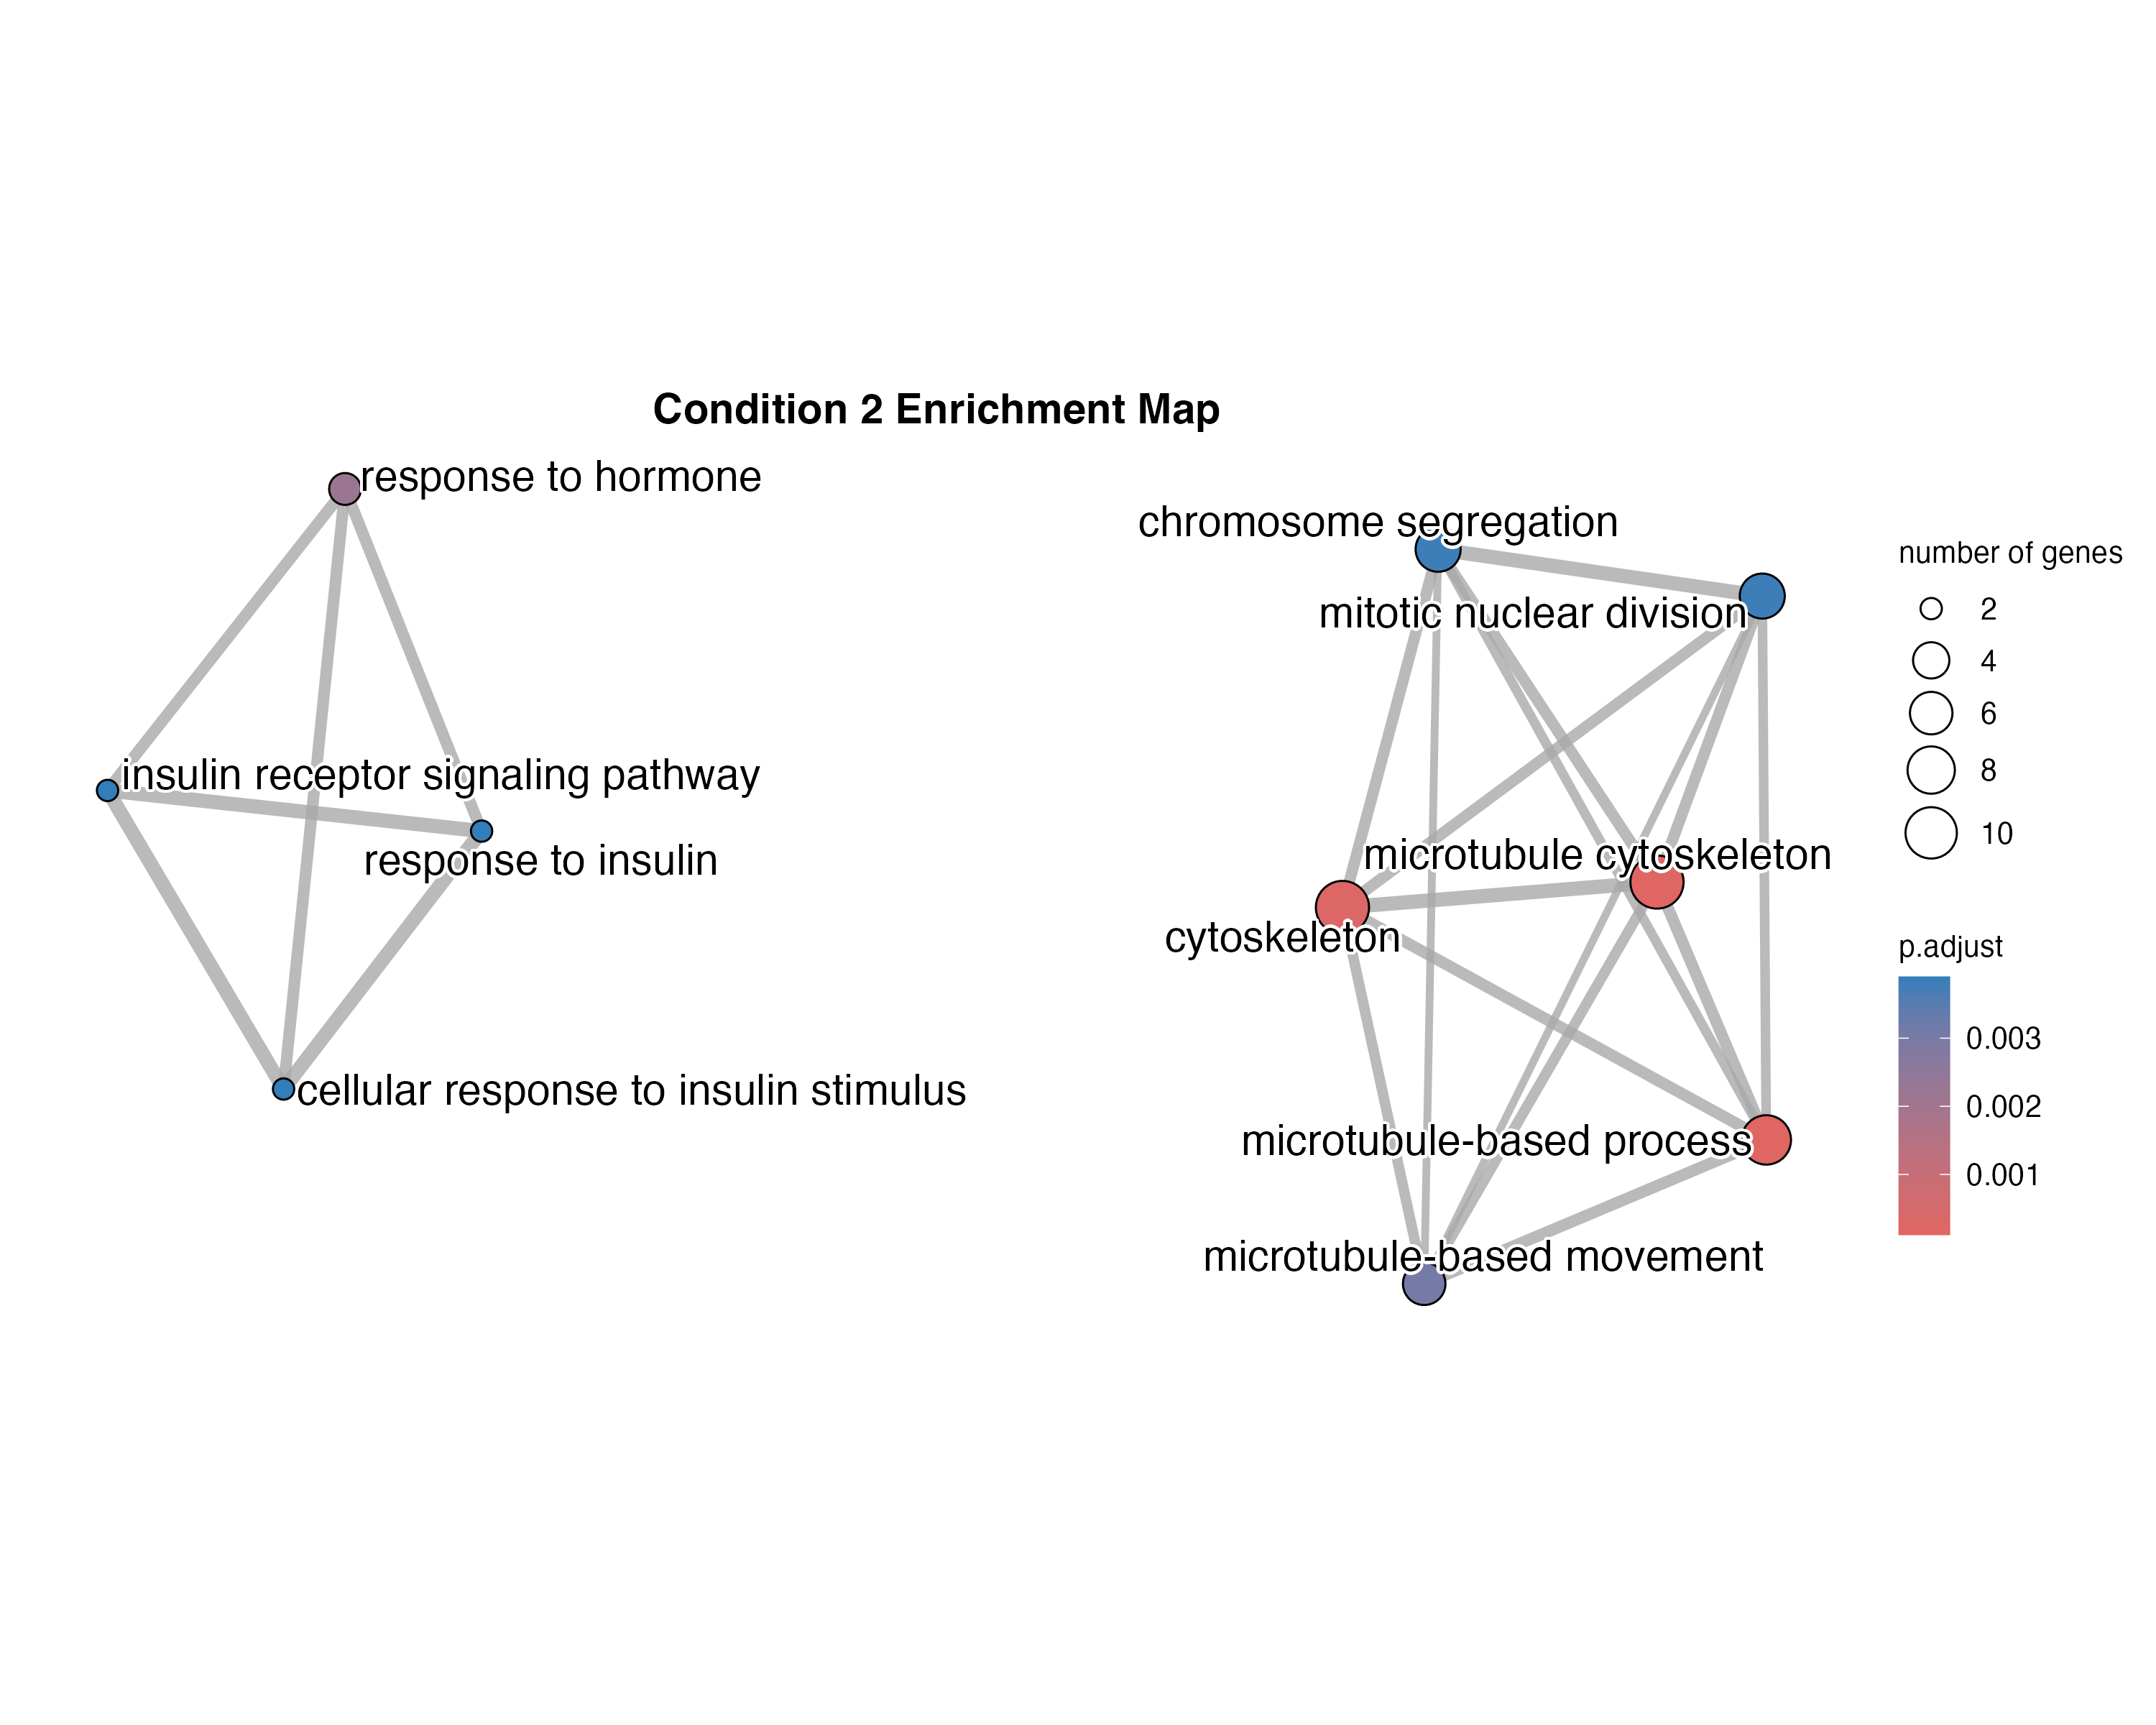 Condition 2 Enrichment Map
response to hormone
insulin receptor signaling pathway
response to insulin
cellular response to insulin stimulus
chromosome segregation
mitotic nuclear division
microtubule cytoskeleton
cytoskeleton
microtubule-based process
microtubule-based movement
number of genes
2
4
6
8
10
p.adjust
0.003
0.002
0.001